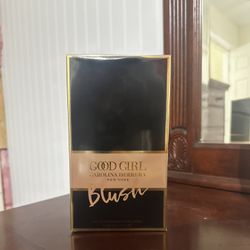 GOOD GIRL
CAROLINA HERRERA
NEW YORK
Blush